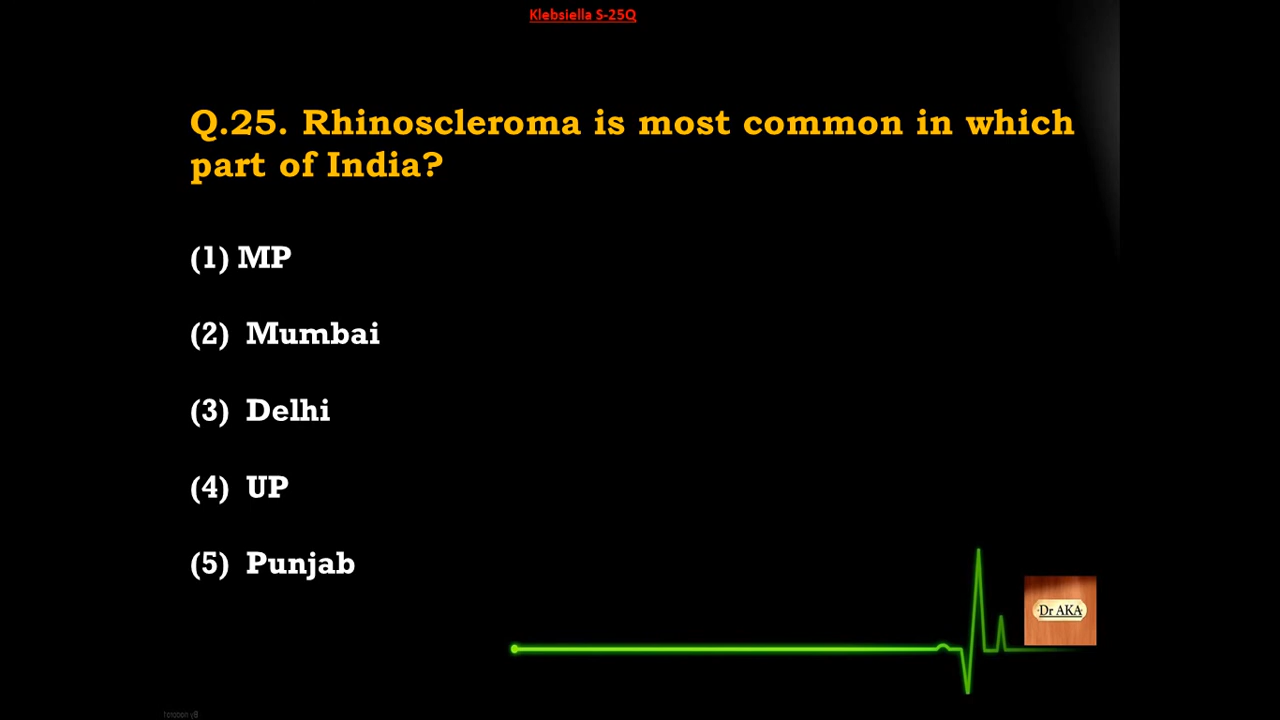 Klebsiella S-25Q
Q.25. Rhinoscleroma is most common in which
part of India?
(1) MP
(2) Mumbai
(3) Delhi
(4) UP
(5) Punjab
Dr AKA